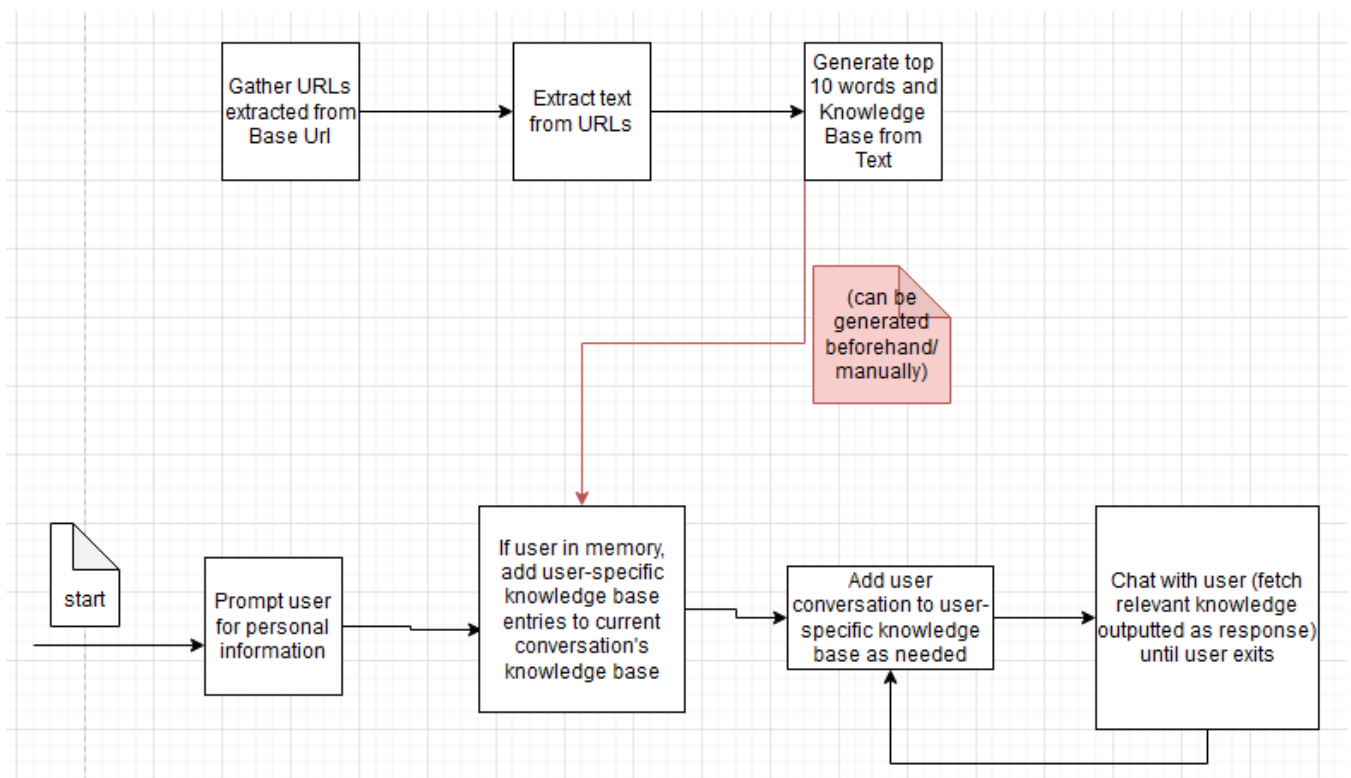 Gather URLs
extracted from
Base Url
Extract text
from URLs
Generate top
10 words and
Knowledge
Base from
Text
(can be
generated
beforehand/
manually)
start
Prompt user
for personal
information
If user in memory,
add user-specific
knowledge base
entries to current
conversation's
knowledge base
Add user
conversation to user-
specific knowledge
base as needed
Chat with user (fetch
relevant knowledge
outputted as response)
until user exits